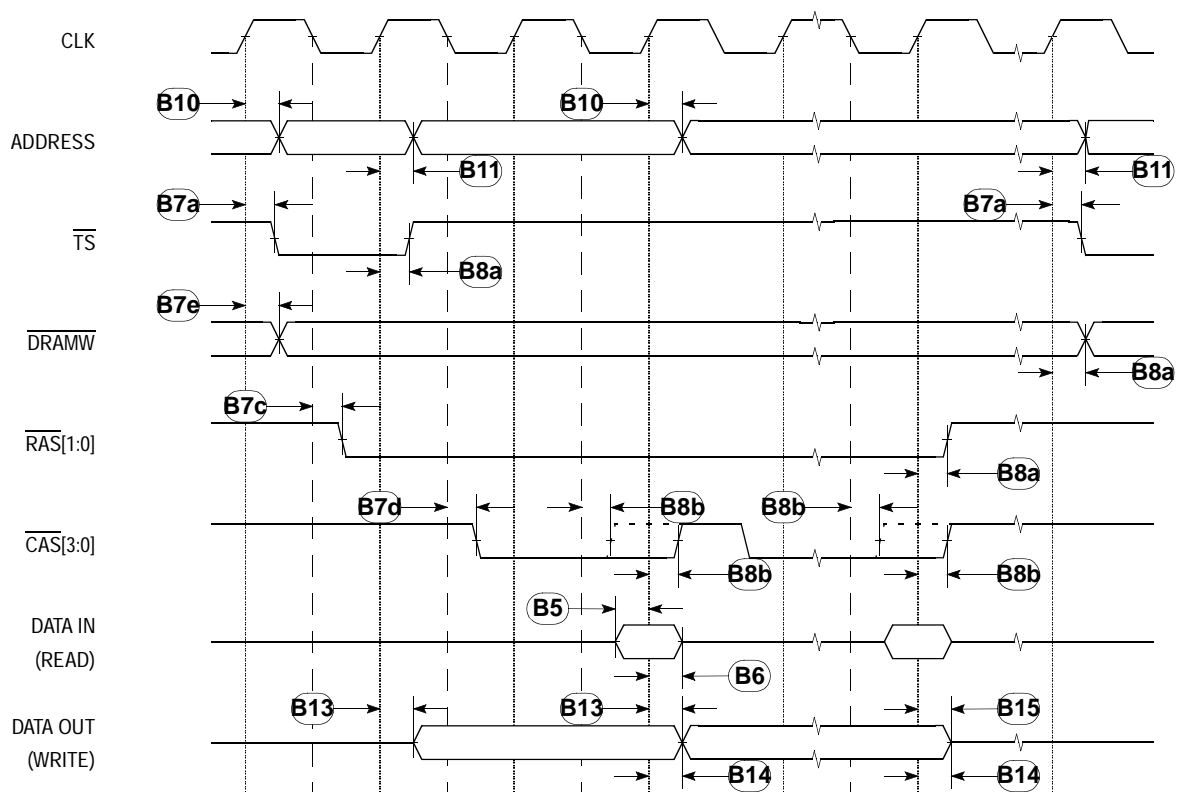 CLK
B10 B10
ADDRESS
B11 B11
B7a B7a
TS
B8a
B7e
DRAMW
B8a
B7c
RAS[1:0]
B8a
B7d B8b B8b
CAS[3:0]
B8b B8b
B5
DATA IN
(READ)
B6
B13 B13 B15
DATA OUT
(WRITE)
B14 B14